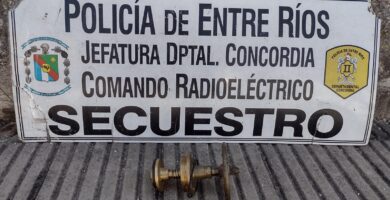 POLICÍA DE ENTRE RÍOS
JEFATURA DPTAL. CONCORDIA
COMANDO RADIOELÉCTRICO
SECUESTRO